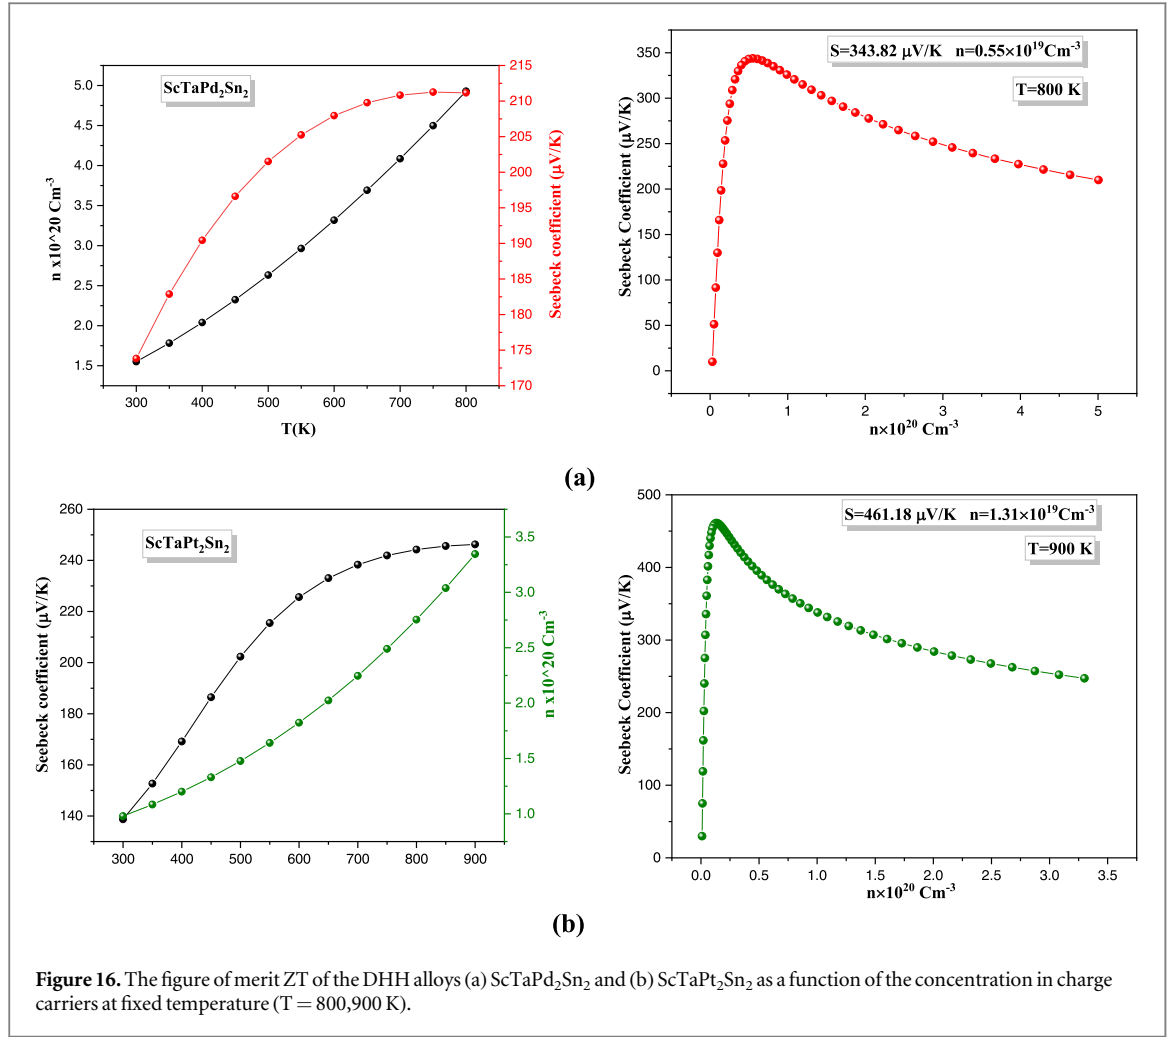 ScTaPd₂Sn₂
n x10^20 Cm⁻³
5.0
4.5
4.0
3.5
3.0
2.5
2.0
1.5
300 400 500 600 700 800
T(K)
215
210
205
200
195
190
185
180
175
170
Seebeck coefficient (µV/K)
S=343.82 µV/K n=0.55×10¹⁹Cm⁻³
T=800 K
Seebeck Coefficient (µV/K)
350
300
250
200
150
100
50
0
0 1 2 3 4 5
n×10²⁰ Cm⁻³
(a)
ScTaPt₂Sn₂
Seebeck coefficient (µV/K)
260
240
220
200
180
160
140
300 400 500 600 700 800 900
3.5
3.0
2.5
2.0
1.5
1.0
n x10^20 Cm⁻³
S=461.18 µV/K n=1.31×10¹⁹Cm⁻³
T=900 K
Seebeck Coefficient (µV/K)
500
400
300
200
100
0
0.0 0.5 1.0 1.5 2.0 2.5 3.0 3.5
n×10²⁰ Cm⁻³
(b)
Figure 16. The figure of merit ZT of the DHH alloys (a) ScTaPd₂Sn₂ and (b) ScTaPt₂Sn₂ as a function of the concentration in charge
carriers at fixed temperature (T = 800,900 K).